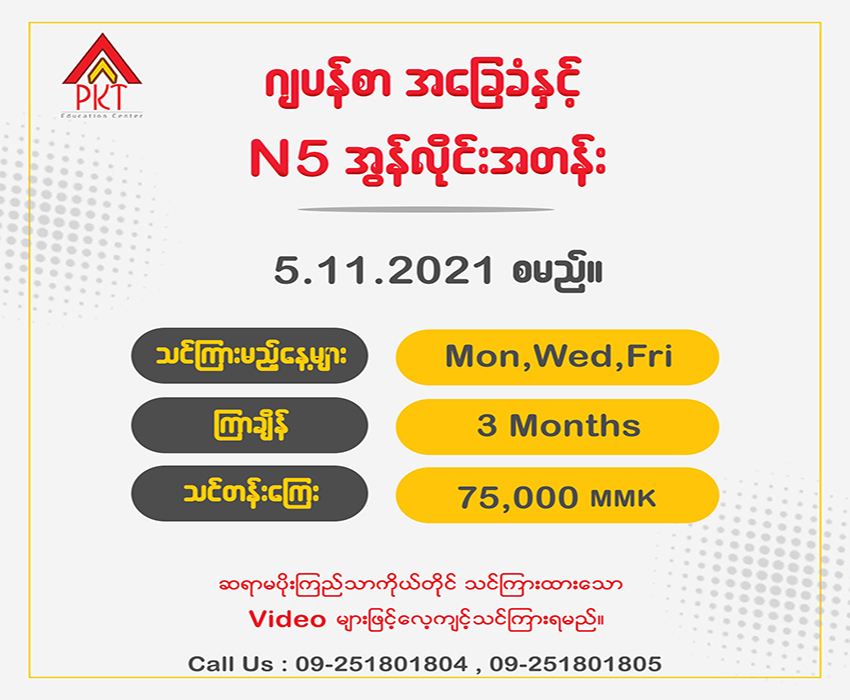 PKT
Education Center
ဂျပန်စာ အခြေခံနှင့်
N5 အွန်လိုင်းအတန်း
5.11.2021 စမည်။
သင်ကြားမည့်နေ့များ
Mon,Wed,Fri
ကြာချိန်
3 Months
သင်တန်းကြေး
75,000 MMK
ဆရာမပိုးကြည်သာကိုယ်တိုင် သင်ကြားထားသော
Video များဖြင့်လေ့ကျင့်သင်ကြားရမည်။
Call Us : 09-251801804 , 09-251801805